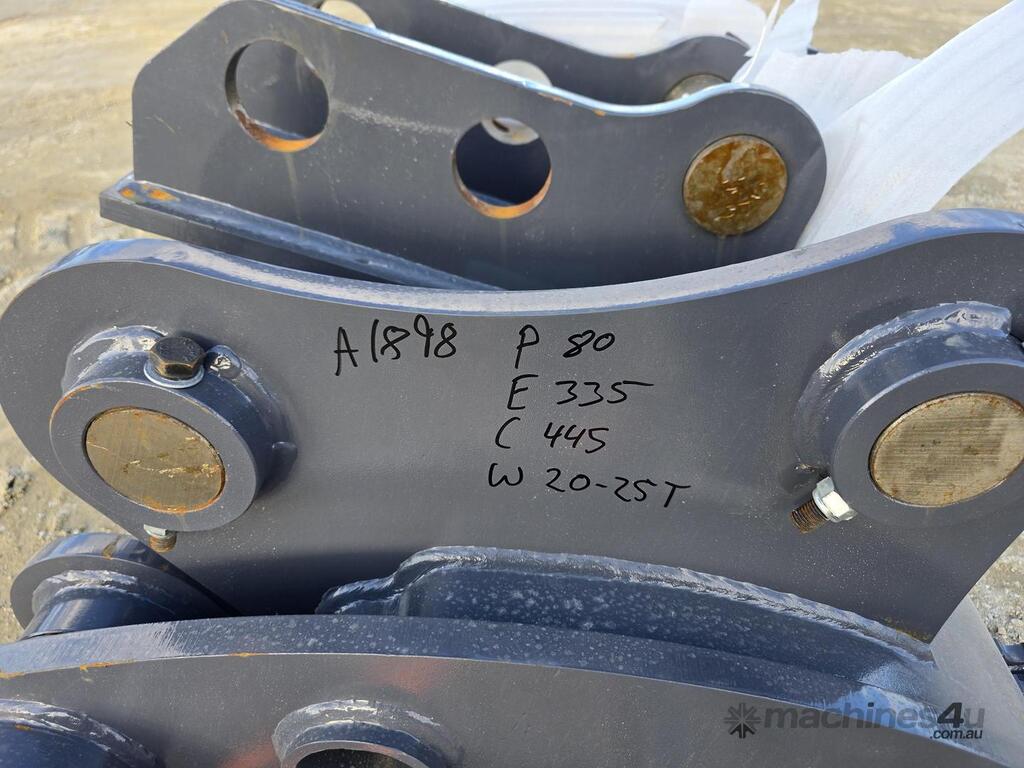 A1898 P 80
E 335
C 445
W 20-25T
machines4u
.com.au